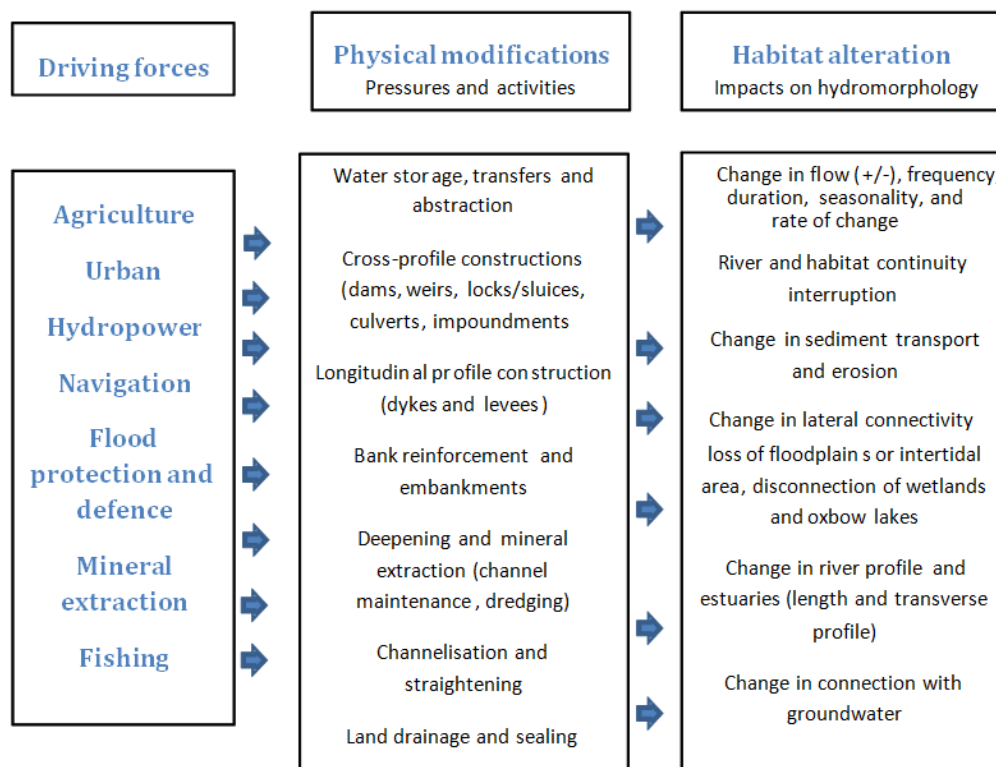 Driving forces
Physical modifications
Pressures and activities
Habitat alteration
Impacts on hydromorphology
Agriculture
Urban
Hydropower
Navigation
Flood
protection and
defence
Mineral
extraction
Fishing
Water storage, transfers and
abstraction
Cross-profile constructions
(dams, weirs, locks/sluices,
culverts, impoundments
Longitudinal profile construction
(dykes and levees)
Bank reinforcement and
embankments
Deepening and mineral
extraction (channel
maintenance, dredging)
Channelisation and
straightening
Land drainage and sealing
Change in flow (+/-), frequency,
duration, seasonality, and
rate of change
River and habitat continuity
interruption
Change in sediment transport
and erosion
Change in lateral connectivity
loss of floodplain s or intertidal
area, disconnection of wetlands
and oxbow lakes
Change in river profile and
estuaries (length and transverse
profile)
Change in connection with
groundwater